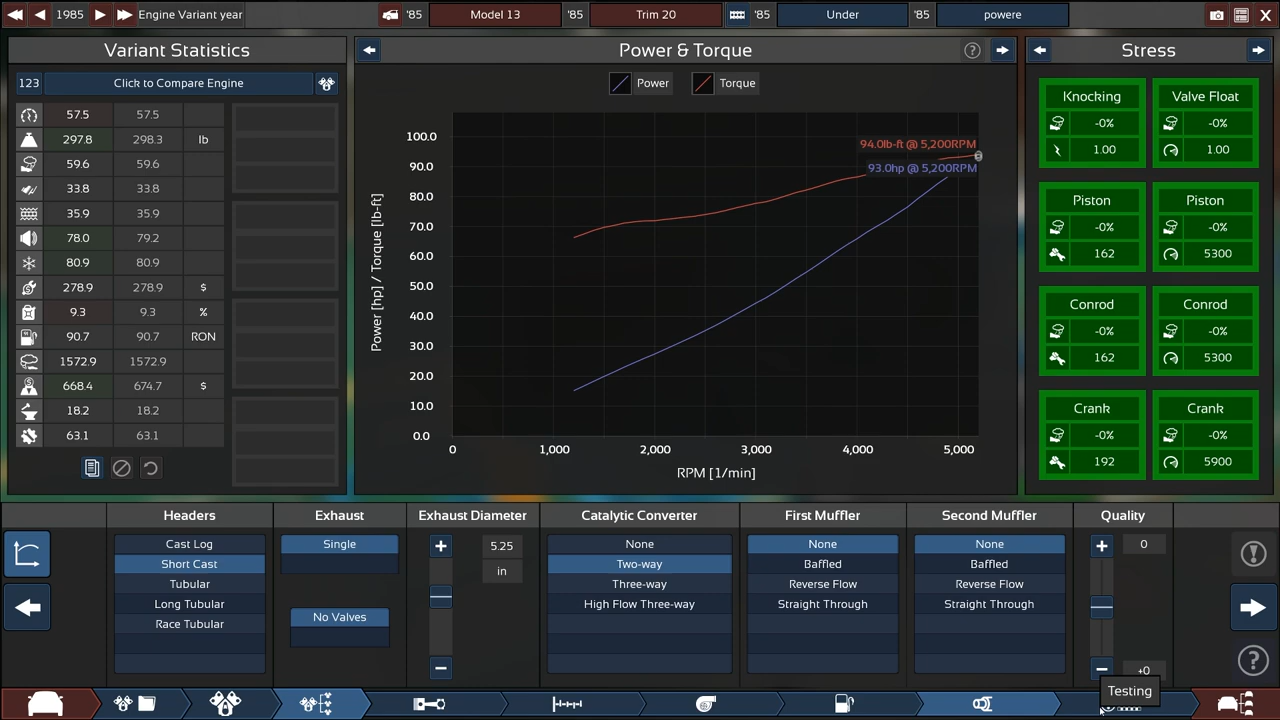 1985
Engine Variant year
'85
Model 13
'85
Trim 20
'85
Under
'85
powere
Variant Statistics
123
Click to Compare Engine
57.5 57.5
297.8 298.3 lb
59.6 59.6
33.8 33.8
35.9 35.9
78.0 79.2
80.9 80.9
278.9 278.9 $
9.3 9.3 %
90.7 90.7 RON
1572.9 1572.9
668.4 674.7 $
18.2 18.2
63.1 63.1
Power & Torque
?
Power
Torque
100.0
90.0
80.0
70.0
60.0
50.0
40.0
30.0
20.0
10.0
0.0
Power [hp] / Torque [lb-ft]
94.0lb-ft @ 5,200RPM
93.0hp @ 5,200RPM
0
1,000
2,000
3,000
4,000
5,000
RPM [1/min]
Stress
Knocking
-0%
1.00
Valve Float
-0%
1.00
Piston
-0%
162
Piston
-0%
5300
Conrod
-0%
162
Conrod
-0%
5300
Crank
-0%
192
Crank
-0%
5900
Headers
Cast Log
Short Cast
Tubular
Long Tubular
Race Tubular
Exhaust
Single
No Valves
Exhaust Diameter
5.25
in
Catalytic Converter
None
Two-way
Three-way
High Flow Three-way
First Muffler
None
Baffled
Reverse Flow
Straight Through
Second Muffler
None
Baffled
Reverse Flow
Straight Through
Quality
0
+0
!
?
Testing